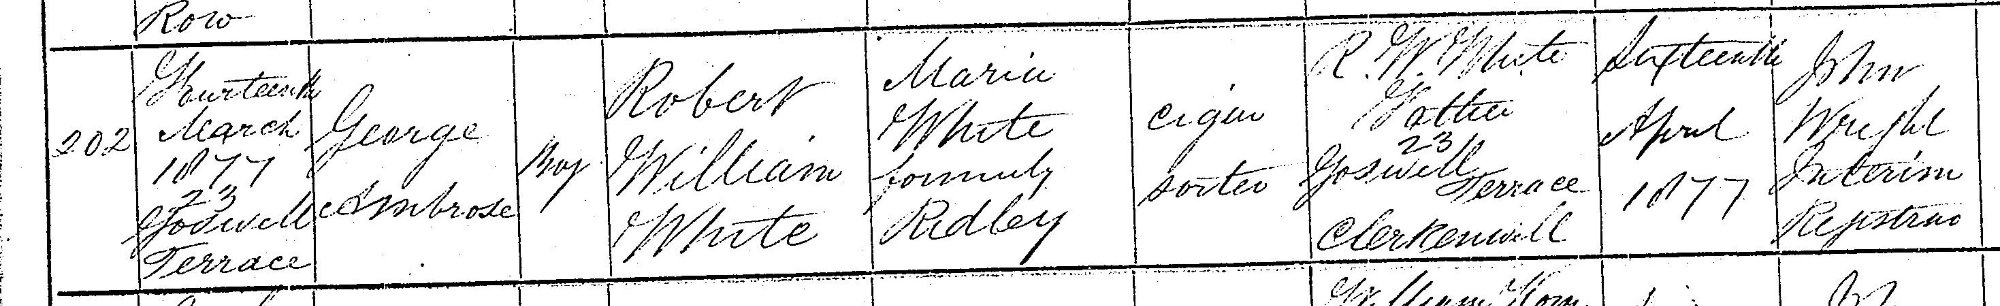 Row
202
Fourteenth
March
1877
23
Goswell
Terrace
George
Ambrose
Boy
Robert
William
White
Maria
White
formerly
Ridley
Cigar
sorter
R. W. White
Father
23
Goswell
Terrace
Clerkenwell
Sixteenth
April
1877
John
Wright
Interim
Registrar